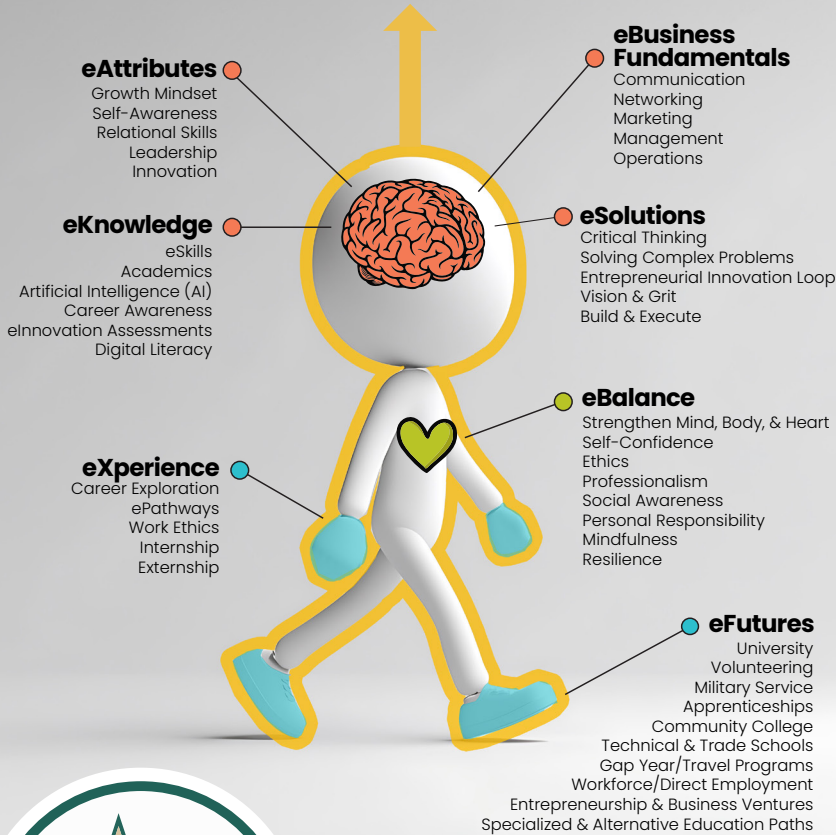 eAttributes
Growth Mindset
Self-Awareness
Relational Skills
Leadership
Innovation
eKnowledge
eSkills
Academics
Artificial Intelligence (AI)
Career Awareness
eInnovation Assessments
Digital Literacy
eXperience
Career Exploration
ePathways
Work Ethics
Internship
Externship
eBusiness
Fundamentals
Communication
Networking
Marketing
Management
Operations
eSolutions
Critical Thinking
Solving Complex Problems
Entrepreneurial Innovation Loop
Vision & Grit
Build & Execute
eBalance
Strengthen Mind, Body, & Heart
Self-Confidence
Ethics
Professionalism
Social Awareness
Personal Responsibility
Mindfulness
Resilience
eFutures
University
Volunteering
Military Service
Apprenticeships
Community College
Technical & Trade Schools
Gap Year/Travel Programs
Workforce/Direct Employment
Entrepreneurship & Business Ventures
Specialized & Alternative Education Paths